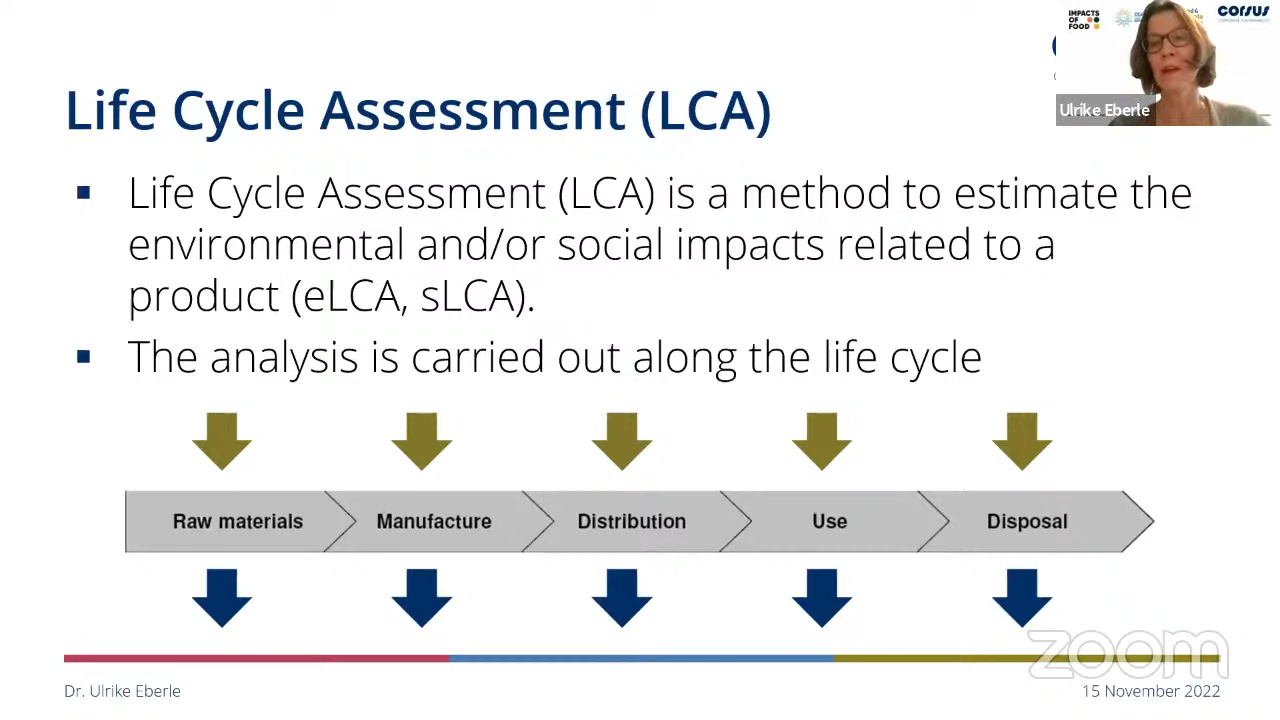 IMPACTS
OF
FOOD
corsus
CORPORATE SUSTAINABILITY
Ulrike Eberle
Life Cycle Assessment (LCA)
Life Cycle Assessment (LCA) is a method to estimate the
environmental and/or social impacts related to a
product (eLCA, sLCA).
The analysis is carried out along the life cycle
Raw materials
Manufacture
Distribution
Use
Disposal
zoom
Dr. Ulrike Eberle
15 November 2022